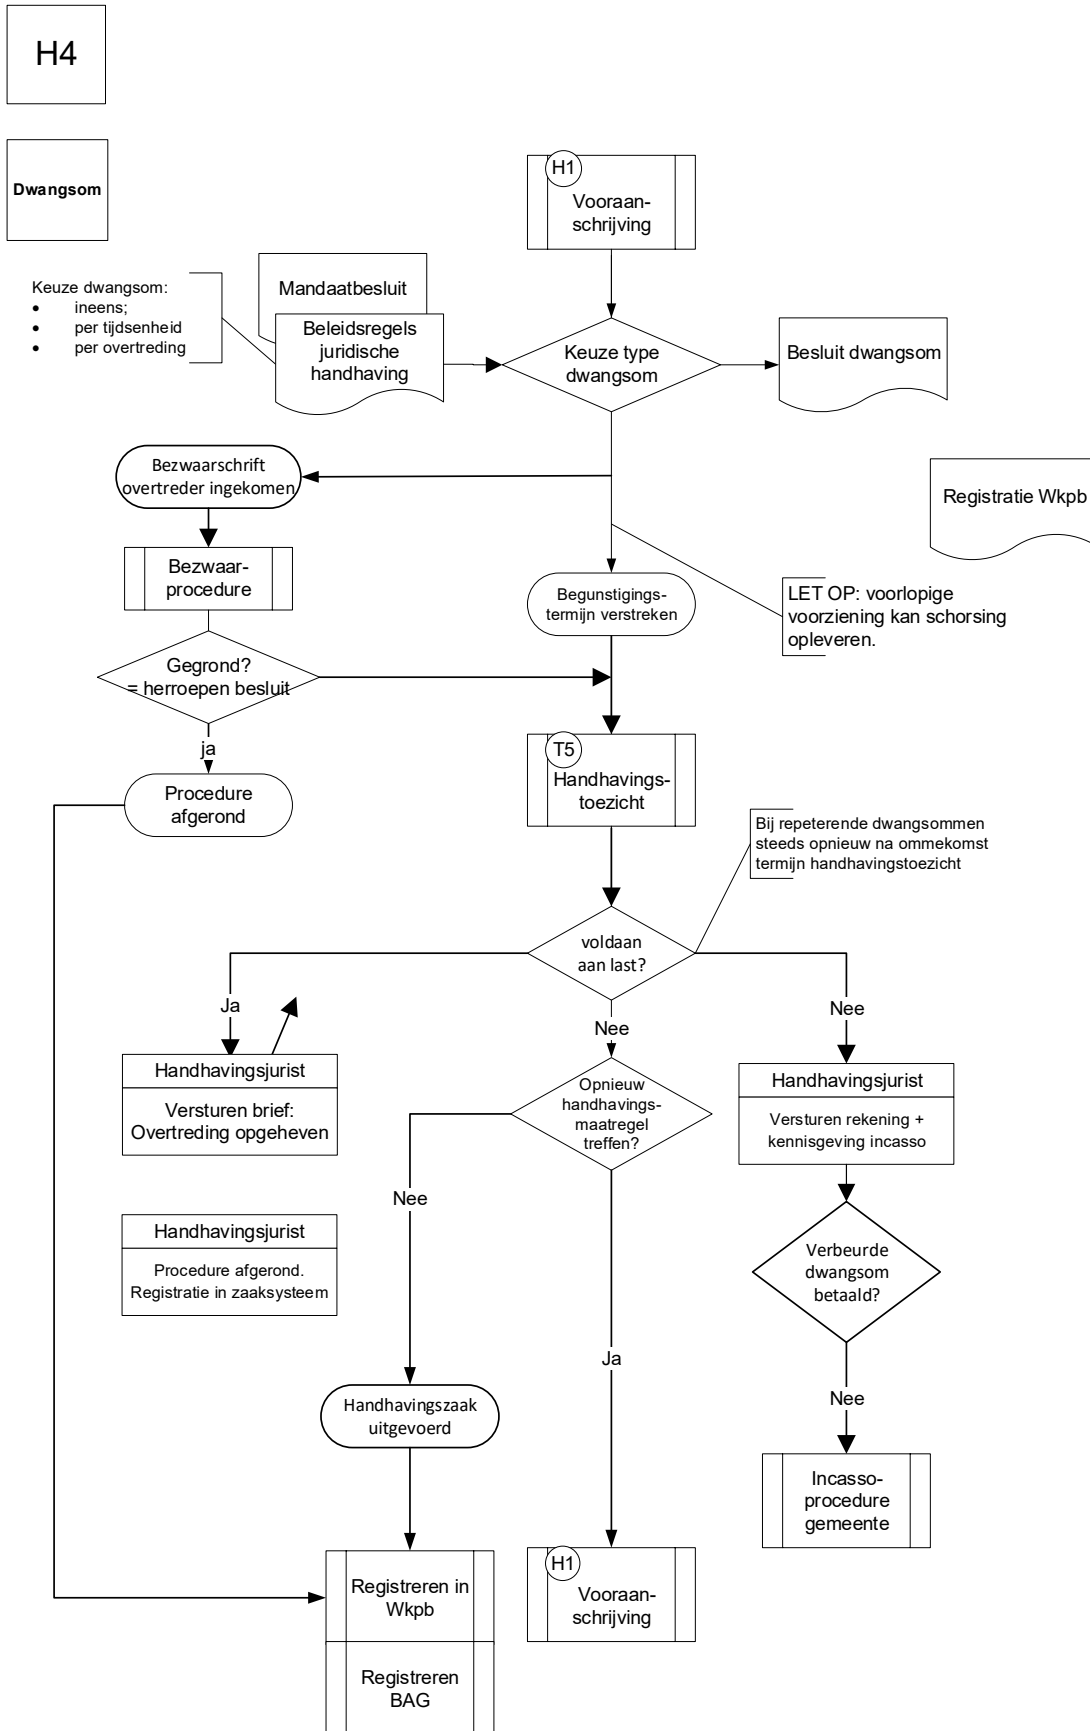 H4
Dwangsom
H1
Vooraan-
schrijving
Keuze dwangsom:
• ineens;
• per tijdsenheid
• per overtreding
Mandaatbesluit
Beleidsregels
juridische
handhaving
Keuze type
dwangsom
Besluit dwangsom
Bezwaarschrift
overtreder ingekomen
Registratie Wkpb
Bezwaar-
procedure
Begunstigings-
termijn verstreken
LET OP: voorlopige
voorziening kan schorsing
opleveren.
Gegrond?
= herroepen besluit
ja
Procedure
afgerond
T5
Handhavings-
toezicht
Bij repeterende dwangsommen
steeds opnieuw na ommekomst
termijn handhavingstoezicht
voldaan
aan last?
Ja
Nee
Nee
Handhavingsjurist
Versturen brief:
Overtreding opgeheven
Opnieuw
handhavings-
maatregel
treffen?
Handhavingsjurist
Versturen rekening +
kennisgeving incasso
Nee
Handhavingsjurist
Procedure afgerond.
Registratie in zaaksysteem
Verbeurde
dwangsom
betaald?
Ja
Nee
Handhavingszaak
uitgevoerd
Incasso-
procedure
gemeente
Registreren in
Wkpb
H1
Vooraan-
schrijving
Registreren
BAG